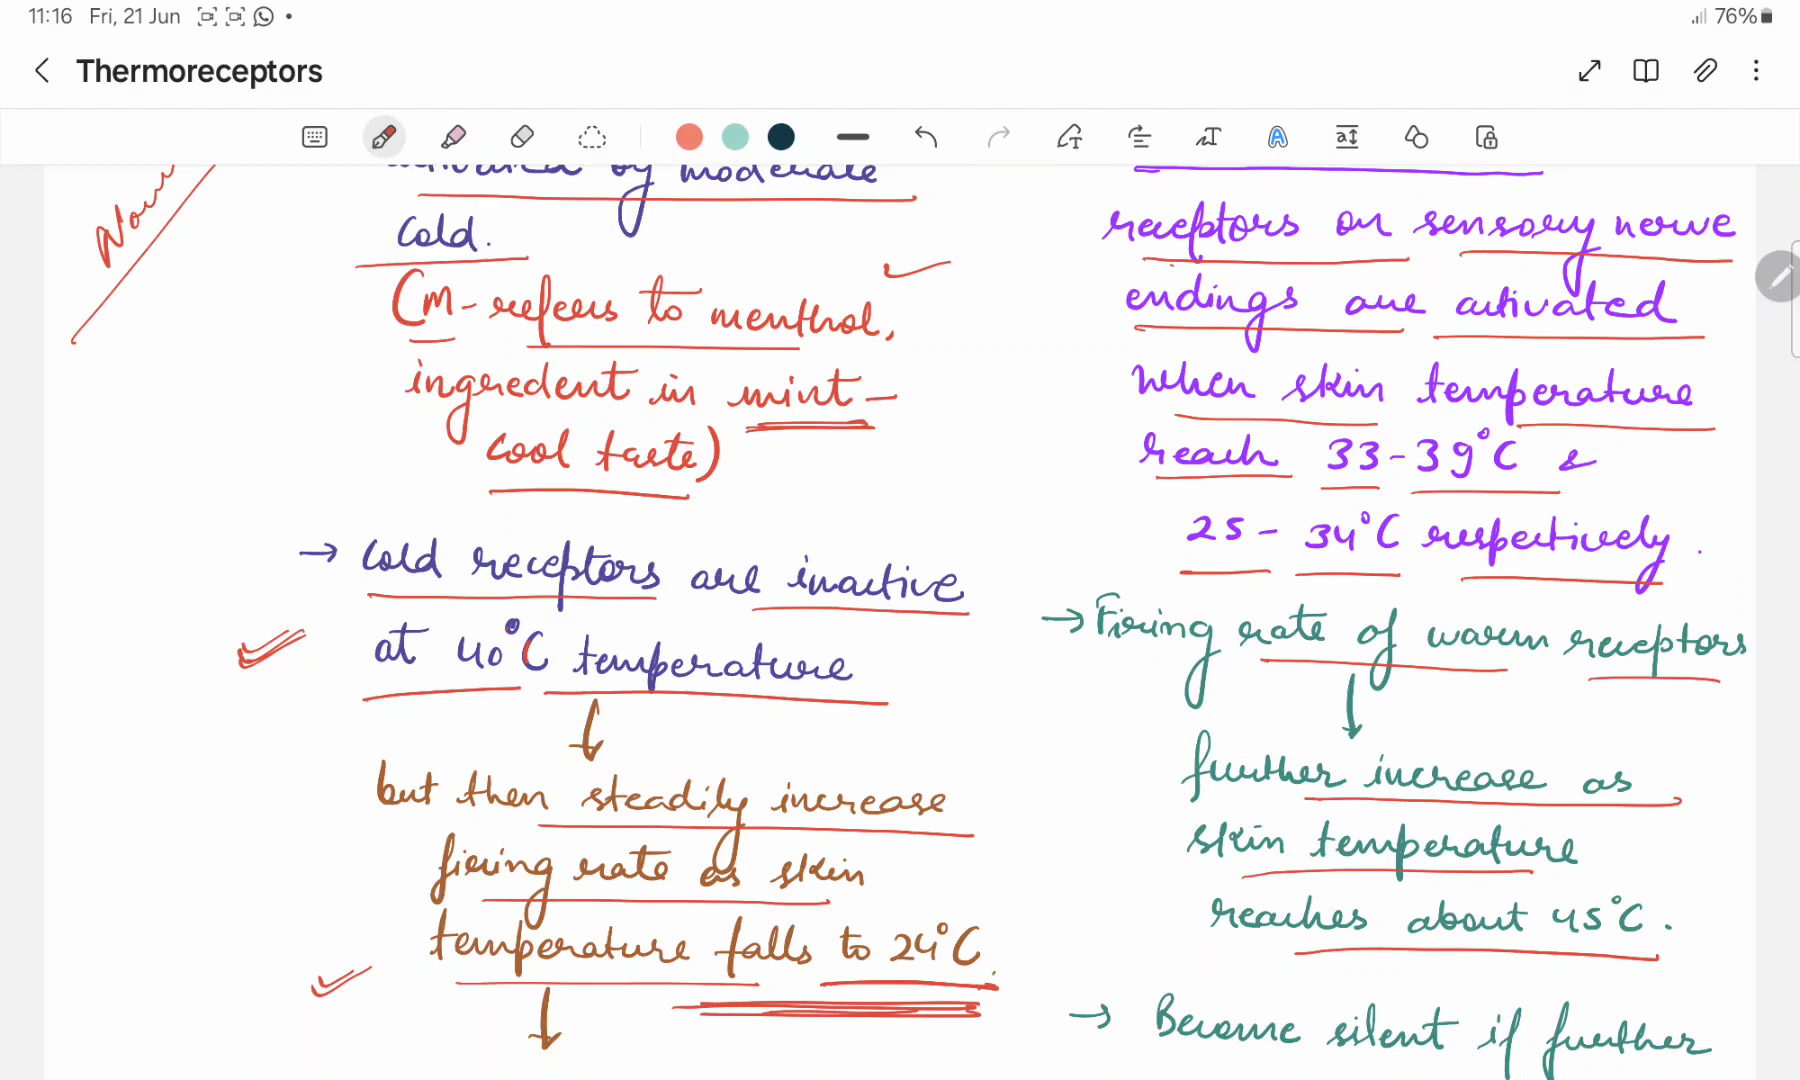 11:16 Fri, 21 Jun
76%
Thermoreceptors
by moderate
cold.
(M - refers to menthol,
ingredent in mint -
cool taste)
→ Cold receptors are inactive
at 40°C temperature
↓
but then steadily increase
firing rate as skin
temperature falls to 24°C.
↓
receptors on sensory nerve
endings are activated
when skin temperature
reach 33-39°C &
25 - 34°C respectively.
→ Firing rate of warm receptors
↓
further increase as
skin temperature
reaches about 45°C.
→ Become silent if further